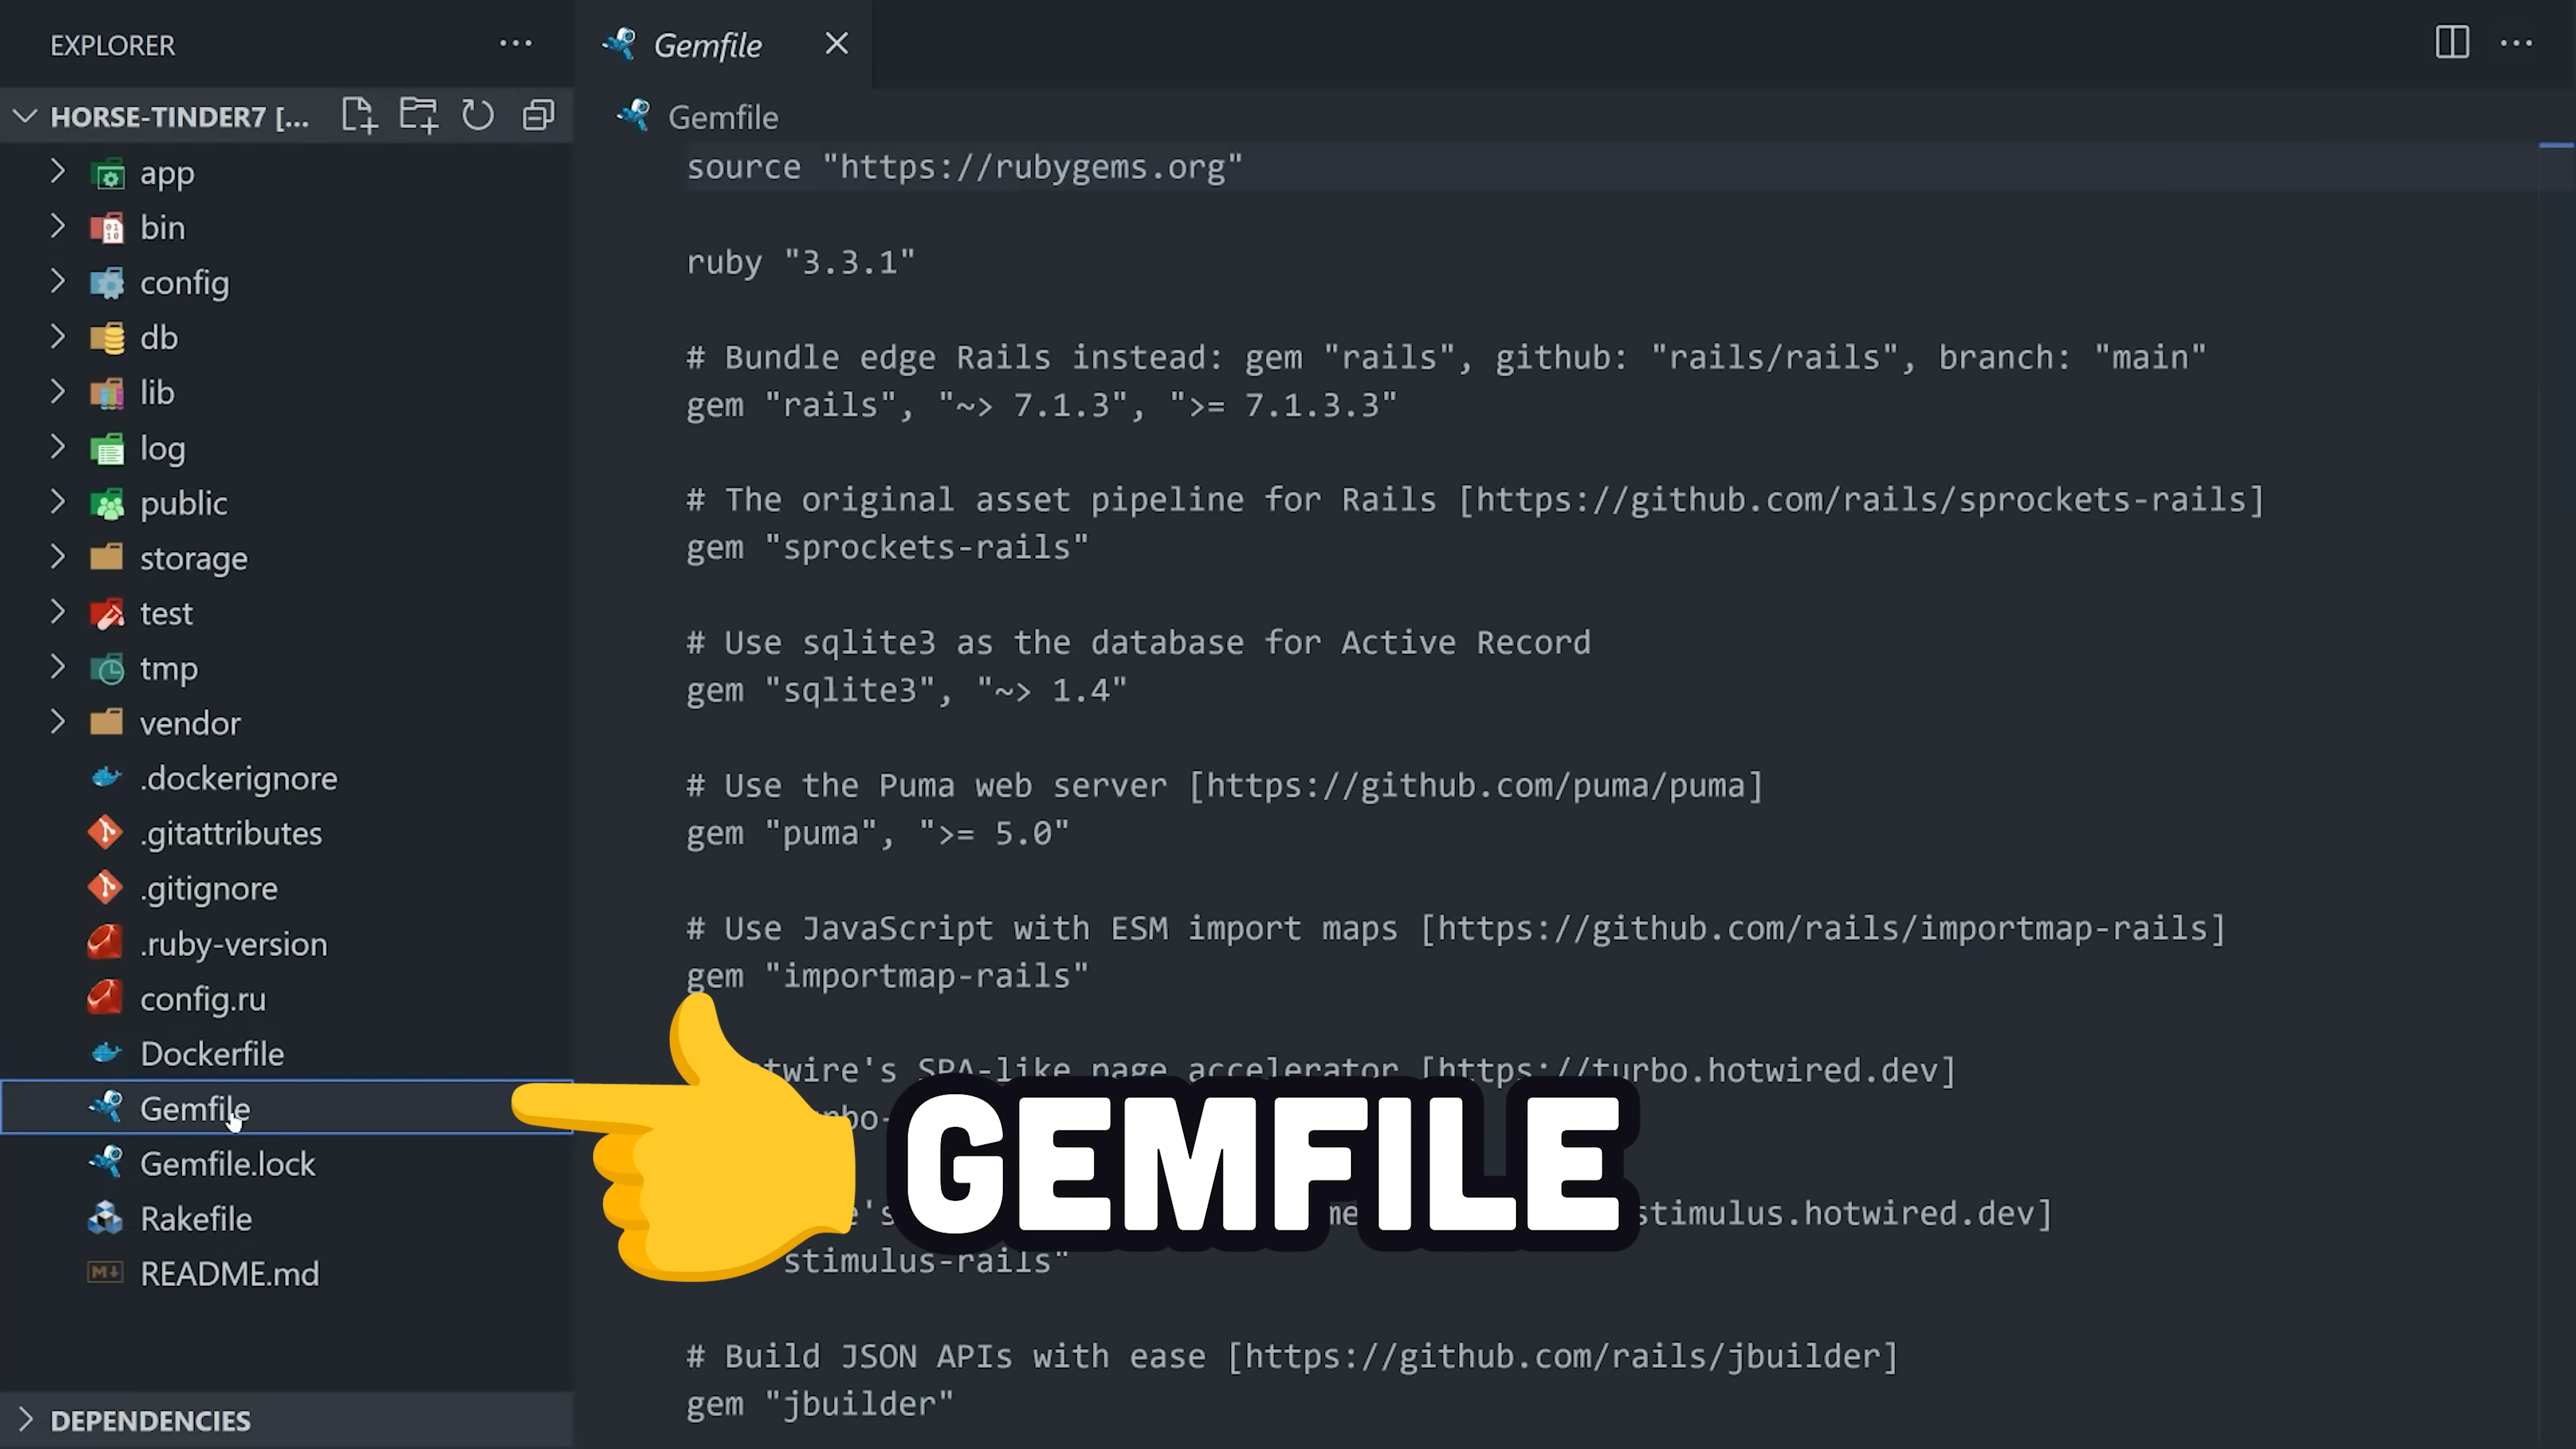 EXPLORER
HORSE-TINDER7 [...
app
bin
config
db
lib
log
public
storage
test
tmp
vendor
.dockerignore
.gitattributes
.gitignore
.ruby-version
config.ru
Dockerfile
Gemfile
Gemfile.lock
Rakefile
README.md
DEPENDENCIES
Gemfile
Gemfile
source "https://rubygems.org"
ruby "3.3.1"
# Bundle edge Rails instead: gem "rails", github: "rails/rails", branch: "main"
gem "rails", "~> 7.1.3", ">= 7.1.3.3"
# The original asset pipeline for Rails [https://github.com/rails/sprockets-rails]
gem "sprockets-rails"
# Use sqlite3 as the database for Active Record
gem "sqlite3", "~> 1.4"
# Use the Puma web server [https://github.com/puma/puma]
gem "puma", ">= 5.0"
# Use JavaScript with ESM import maps [https://github.com/rails/importmap-rails]
gem "importmap-rails"
SPA-like page accelerator [https://turbo.hotwired.dev]
GEMFILE
stimulus.hotwired.dev]
stimulus-rails"
# Build JSON APIs with ease [https://github.com/rails/jbuilder]
gem "jbuilder"